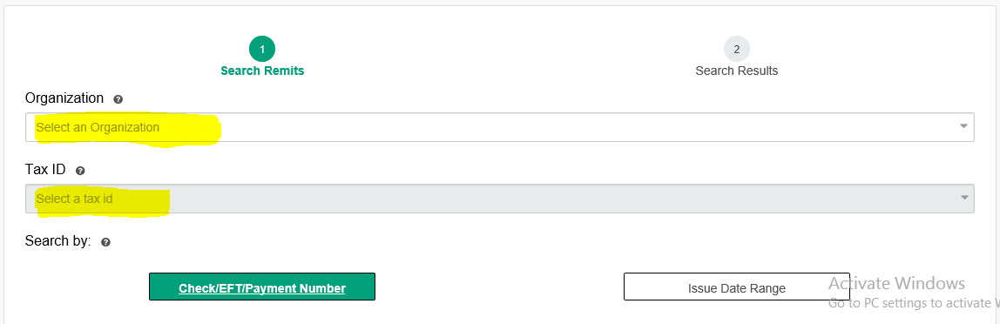 1
2
Search Remits
Search Results
Organization ?
Select an Organization
Tax ID ?
Select a tax id
Search by: ?
Check/EFT/Payment Number
Issue Date Range
Activate Windows
Go to PC settings to activate W